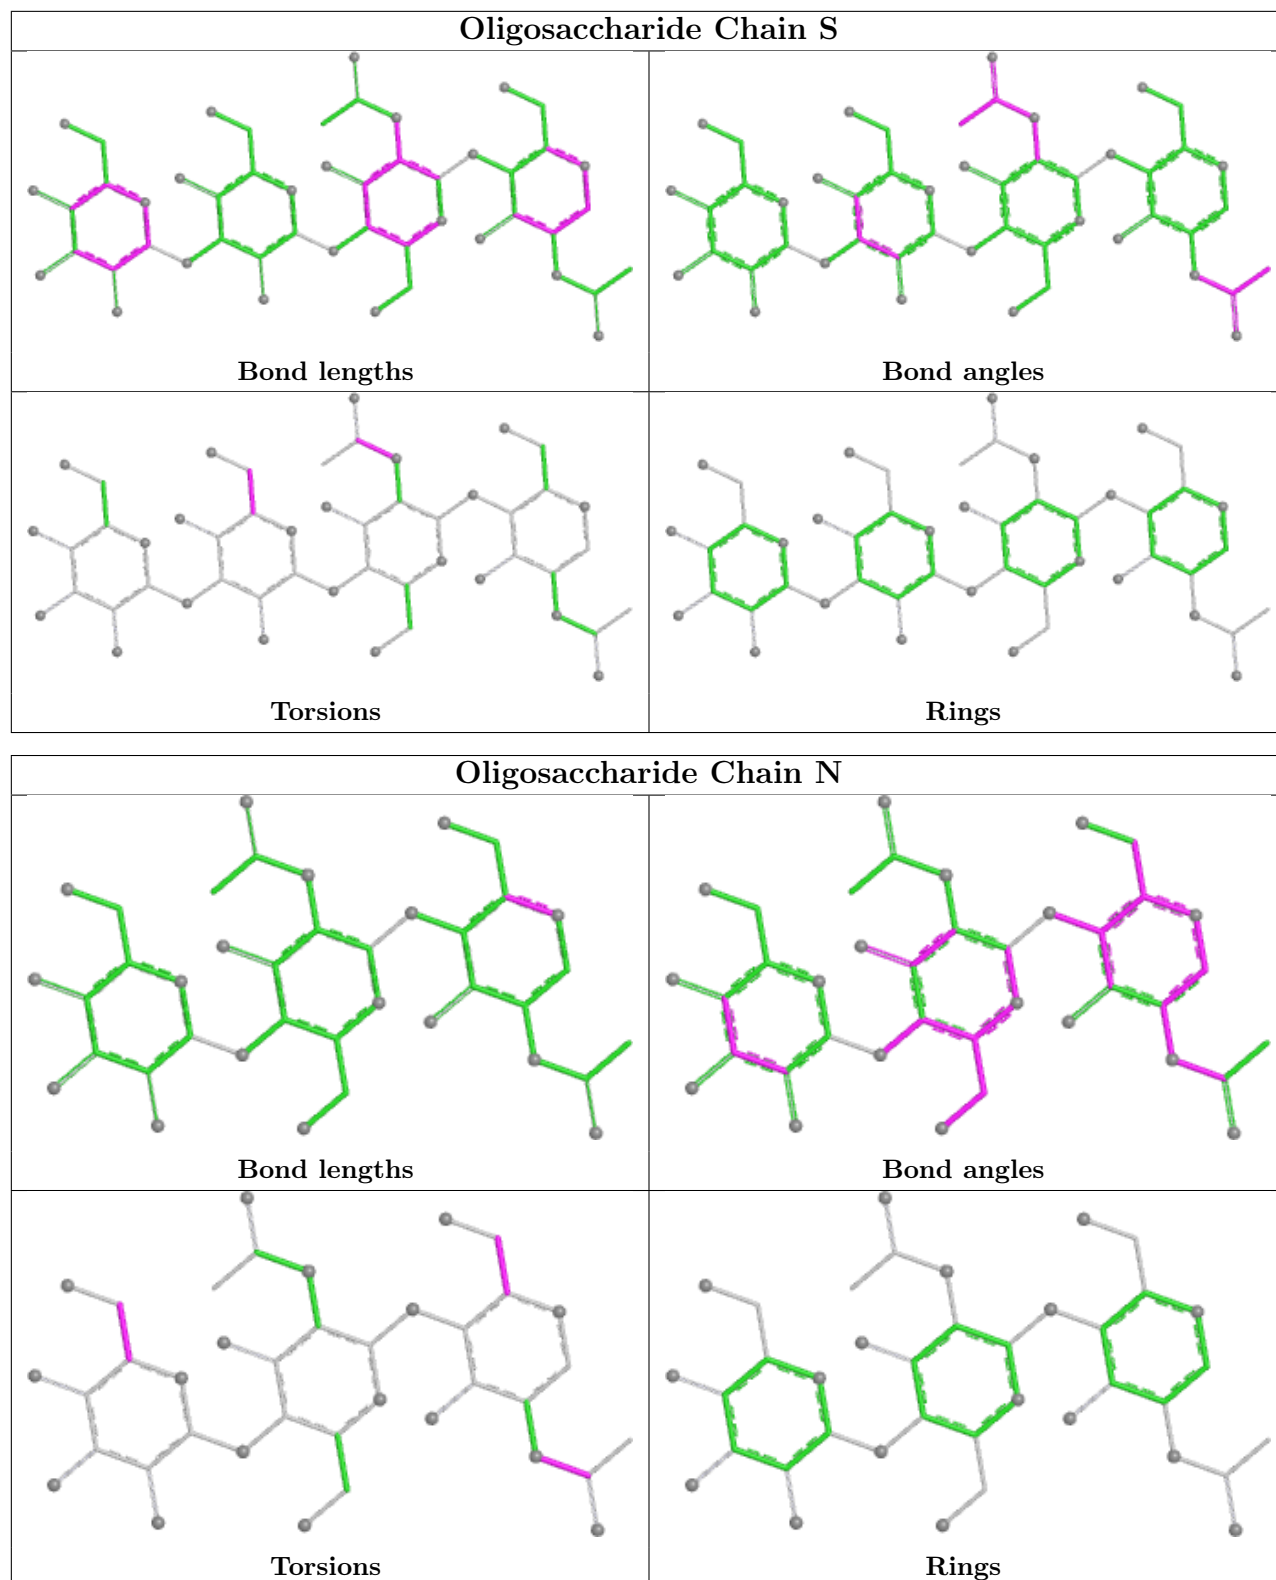 Oligosaccharide Chain S
Bond lengths
Bond angles
Torsions
Rings
Oligosaccharide Chain N
Bond lengths
Bond angles
Torsions
Rings